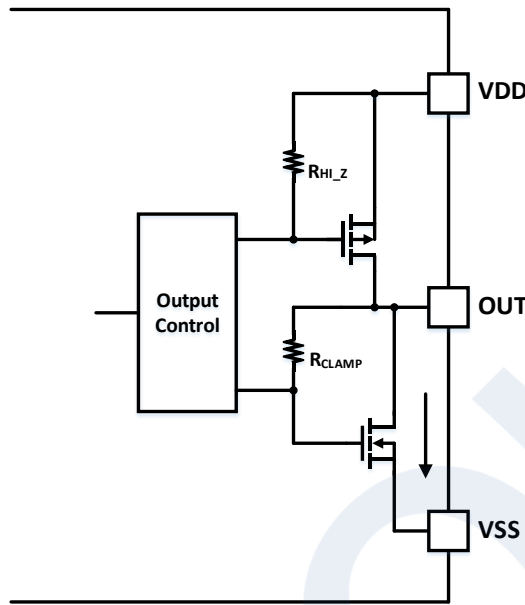 VDD
RHI_Z
Output
Control
OUT
RCLAMP
VSS